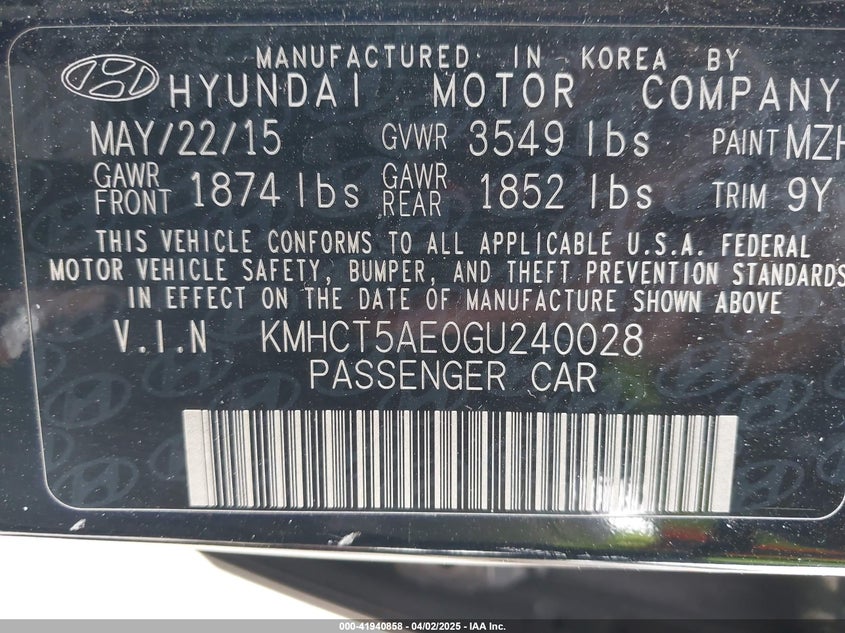 MANUFACTURED IN KOREA BY
HYUNDAI MOTOR COMPANY
MAY/22/15 GVWR 3549 lbs PAINT MZH
GAWR FRONT 1874 lbs GAWR REAR 1852 lbs TRIM 9Y
THIS VEHICLE CONFORMS TO ALL APPLICABLE U.S.A. FEDERAL
MOTOR VEHICLE SAFETY, BUMPER, AND THEFT PREVENTION STANDARDS
IN EFFECT ON THE DATE OF MANUFACTURE SHOWN ABOVE
V.I.N KMHCT5AE0GU240028
PASSENGER CAR
000-41940858 - 04/02/2025 - IAA Inc.